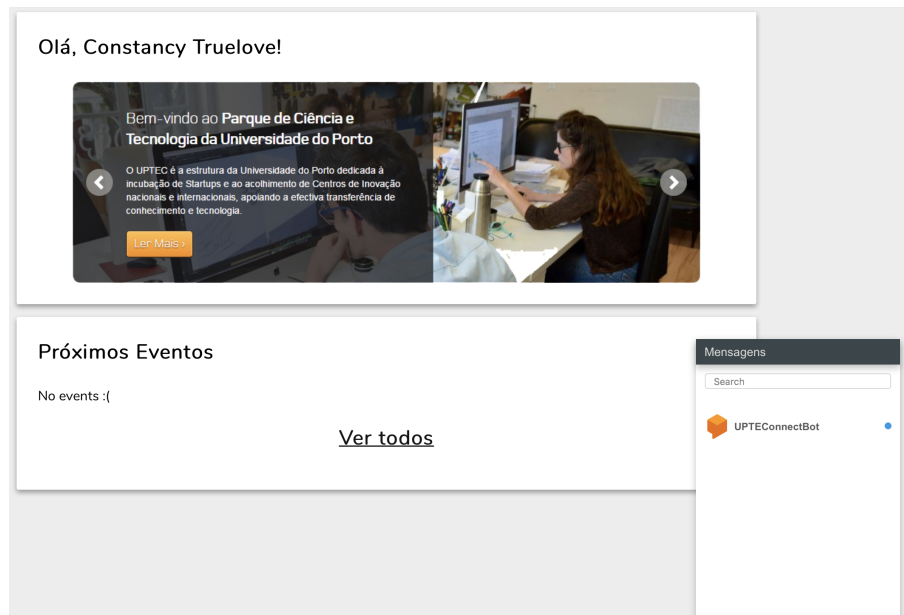 Olá, Constancy Truelove!
Bem-vindo ao Parque de Ciência e
Tecnologia da Universidade do Porto
O UPTEC é a estrutura da Universidade do Porto dedicada à
incubação de Startups e ao acolhimento de Centros de Inovação
nacionais e internacionais, apoiando a efectiva transferência de
conhecimento e tecnologia.
Ler Mais ›
Próximos Eventos
No events :(
Ver todos
Mensagens
Search
UPTEConnectBot